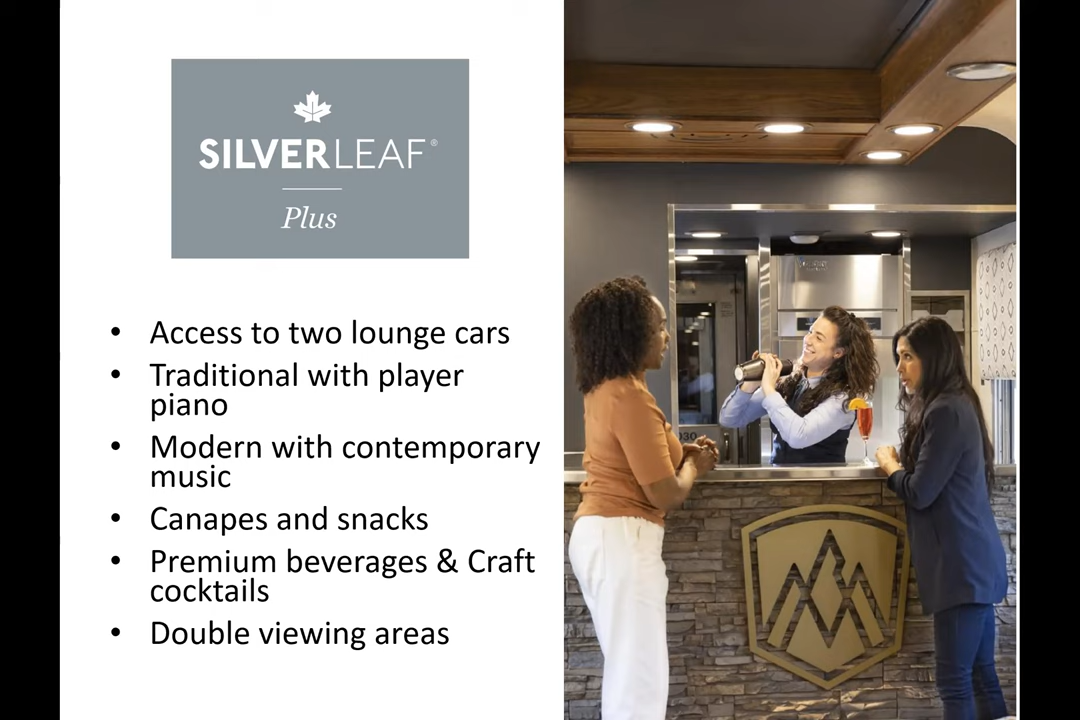 SILVERLEAF®
Plus
• Access to two lounge cars
• Traditional with player
piano
• Modern with contemporary
music
• Canapes and snacks
• Premium beverages & Craft
cocktails
• Double viewing areas